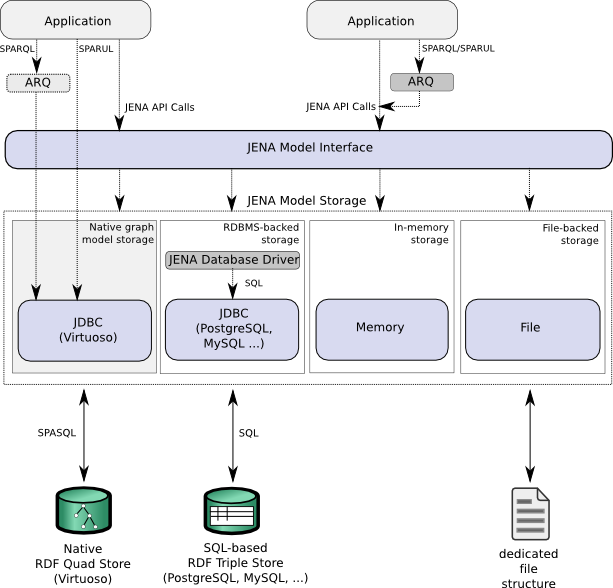 Application
Application
SPARQL
SPARUL
SPARQL/SPARUL
ARQ
ARQ
JENA API Calls
JENA API Calls
JENA Model Interface
JENA Model Storage
Native graph
model storage
RDBMS-backed
storage
In-memory
storage
File-backed
storage
JENA Database Driver
SQL
JDBC
(Virtuoso)
JDBC
(PostgreSQL,
MySQL ...)
Memory
File
SPASQL
SQL
Native
RDF Quad Store
(Virtuoso)
SQL-based
RDF Triple Store
(PostgreSQL, MySQL, ...)
dedicated
file
structure